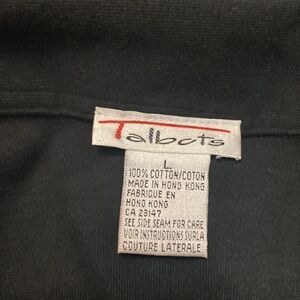 Talbots
L
100% COTTON/COTON
MADE IN HONG KONG
FABRIQUE EN
HONG KONG
CA 23147
SEE SIDE SEAM FOR CARE
VOIR INSTRUCTIONS SUR LA
COUTURE LATERALE